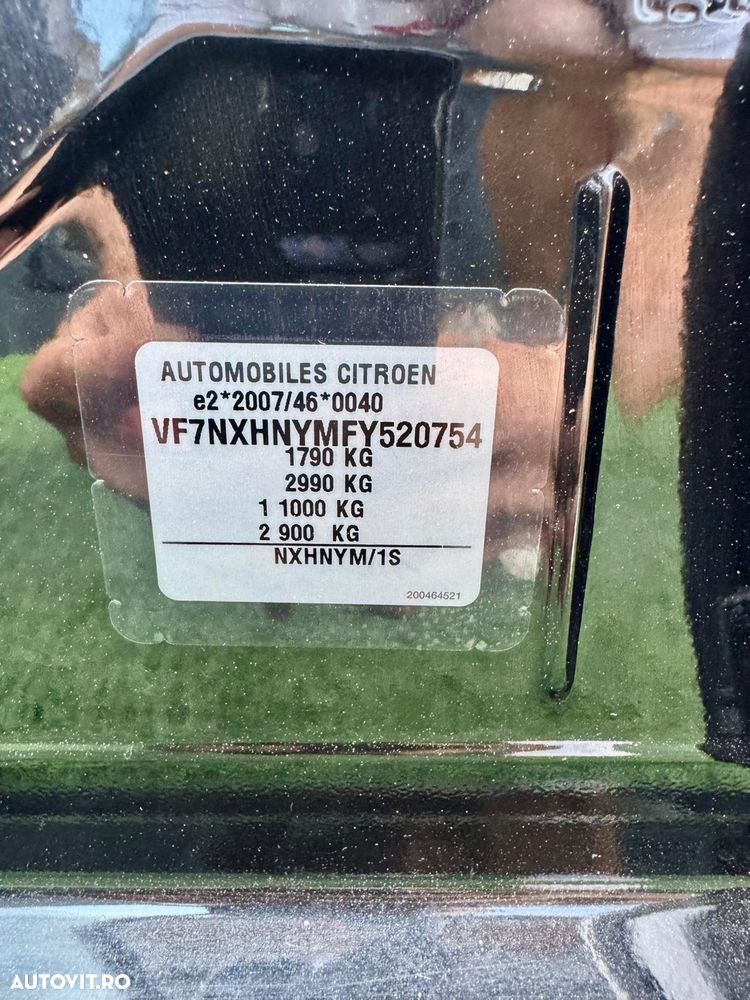 AUTOMOBILES CITROEN
e2*2007/46*0040
VF7NXHNYMFY520754
1790 KG
2990 KG
1 1000 KG
2 900 KG
NXHNYM/1S
200464521
AUTOVIT.RO